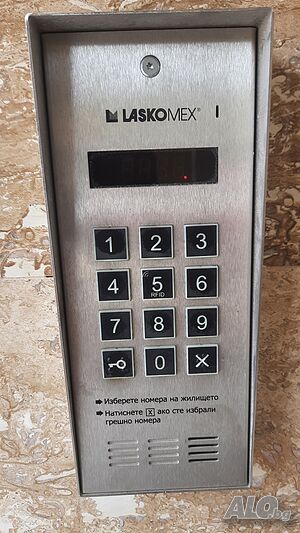 LASKOMEX®
1 2 3
4 5 6
RFID
7 8 9
0 X
Изберете номера на жилището
Натиснете X ако сте избрали
грешно номера
ALO.bg